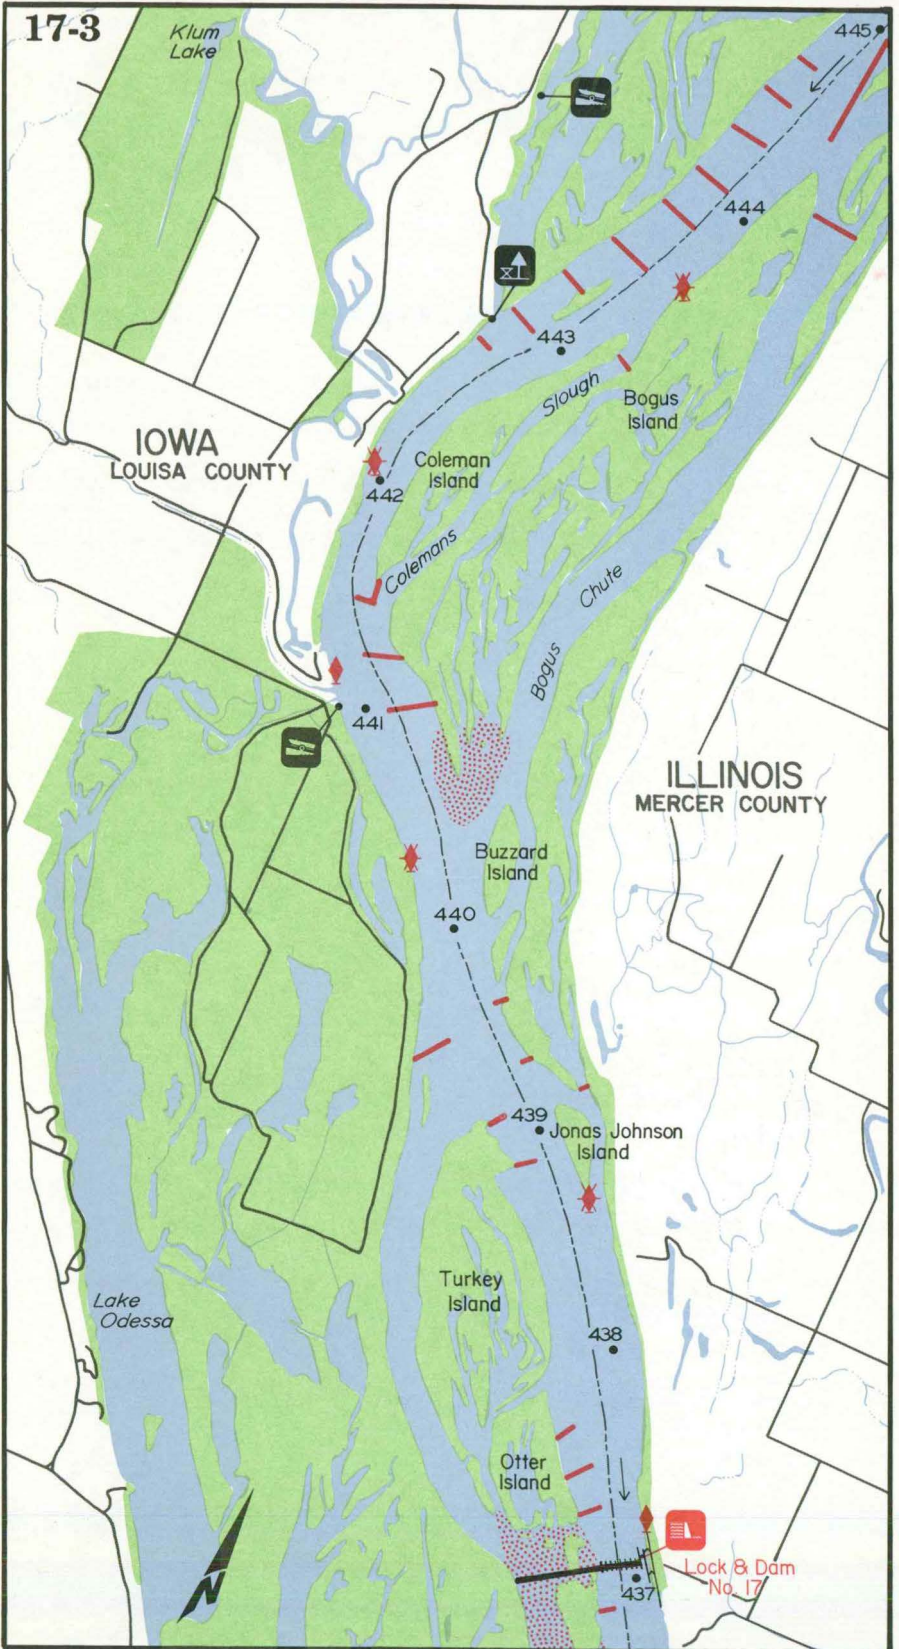 17-3
Klum
Lake
445
444
443
Slough
Bogus
Island
IOWA
LOUISA COUNTY
Coleman
Island
442
Colemans
Chute
Bogus
441
ILLINOIS
MERCER COUNTY
Buzzard
Island
440
439
Jonas Johnson
Island
Turkey
Island
Lake
Odessa
438
Otter
Island
N
Lock & Dam
No. 17
437